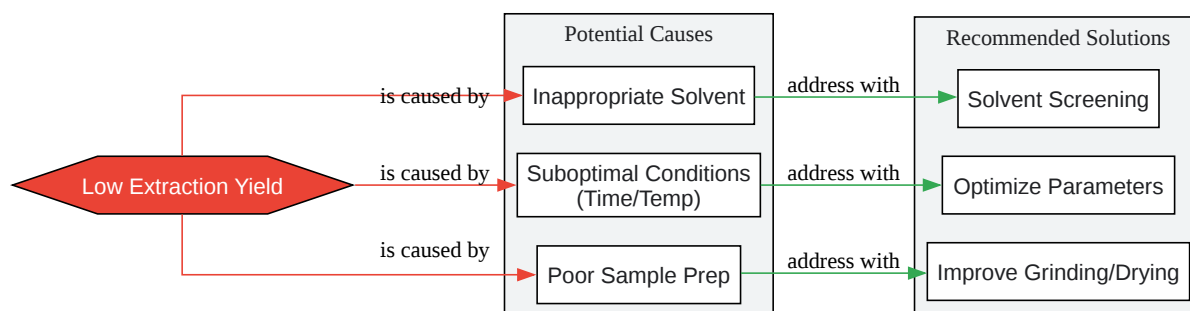 Potential Causes
Recommended Solutions
is caused by
Inappropriate Solvent
address with
Solvent Screening
Low Extraction Yield
is caused by
Suboptimal Conditions
(Time/Temp)
address with
Optimize Parameters
is caused by
Poor Sample Prep
address with
Improve Grinding/Drying